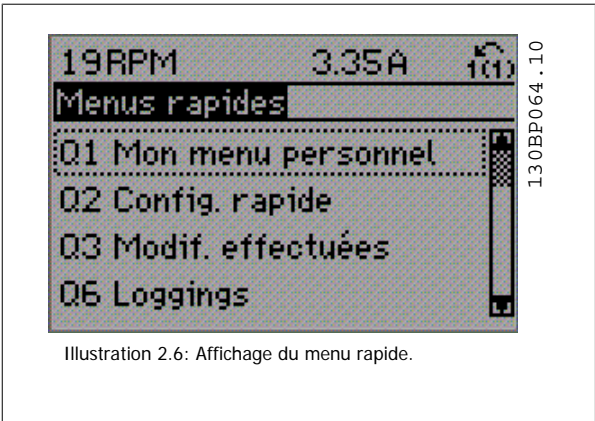 19RPM 3.35A 1(1)
Menus rapides
Q1 Mon menu personnel
Q2 Config. rapide
Q3 Modif. effectuées
Q6 Loggings
130BP064.10
Illustration 2.6: Affichage du menu rapide.